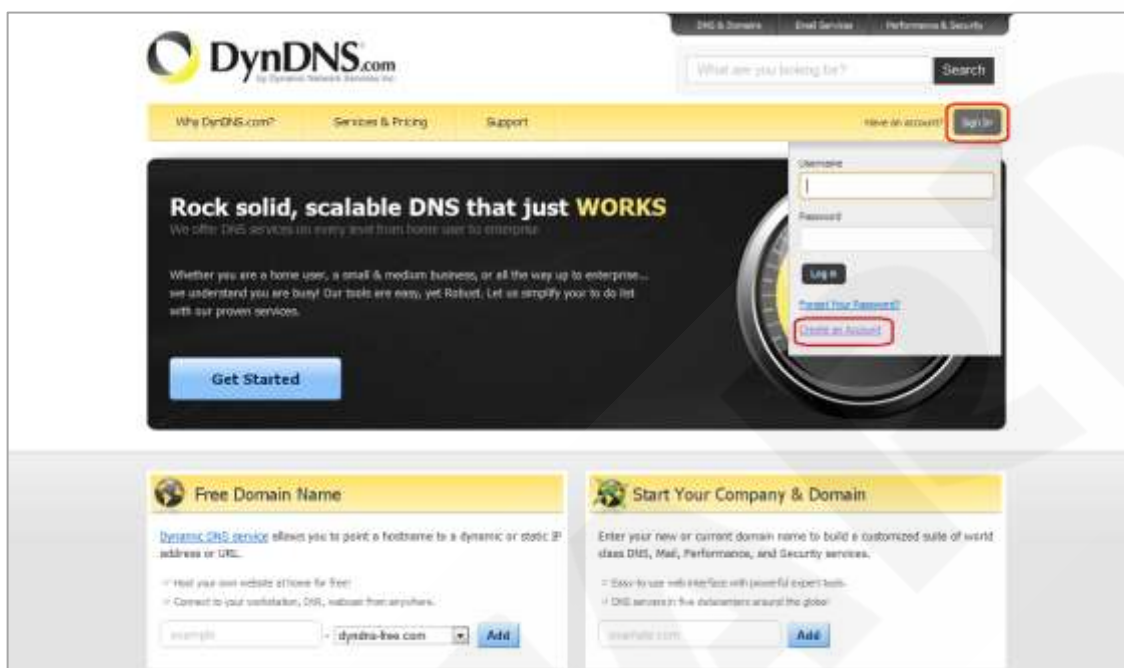 DNS & Domains Email Services Performance & Security
DynDNS.com
by Dynamic Network Services Inc.
What are you looking for? Search
Why DynDNS.com? Services & Pricing Support Have an account? Sign In
Username
Password
Log in
Forgot Your Password?
Create an Account
Rock solid, scalable DNS that just WORKS
We offer DNS services on every level from home user to enterprise
Whether you are a home user, a small & medium business, or all the way up to enterprise...
we understand you are busy! Our tools are easy, yet Robust. Let us simplify your to do list
with our proven services.
Get Started
Free Domain Name
Dynamic DNS service allows you to point a hostname to a dynamic or static IP
address or URL.
Host your own website at home for free!
Connect to your workstation, DVR, webcam from anywhere.
example . dyndns-free.com Add
Start Your Company & Domain
Enter your new or current domain name to build a customized suite of world
class DNS, Mail, Performance, and Security services.
Easy to use web interface with powerful expert tools.
DNS servers in five datacenters around the globe!
example.com Add